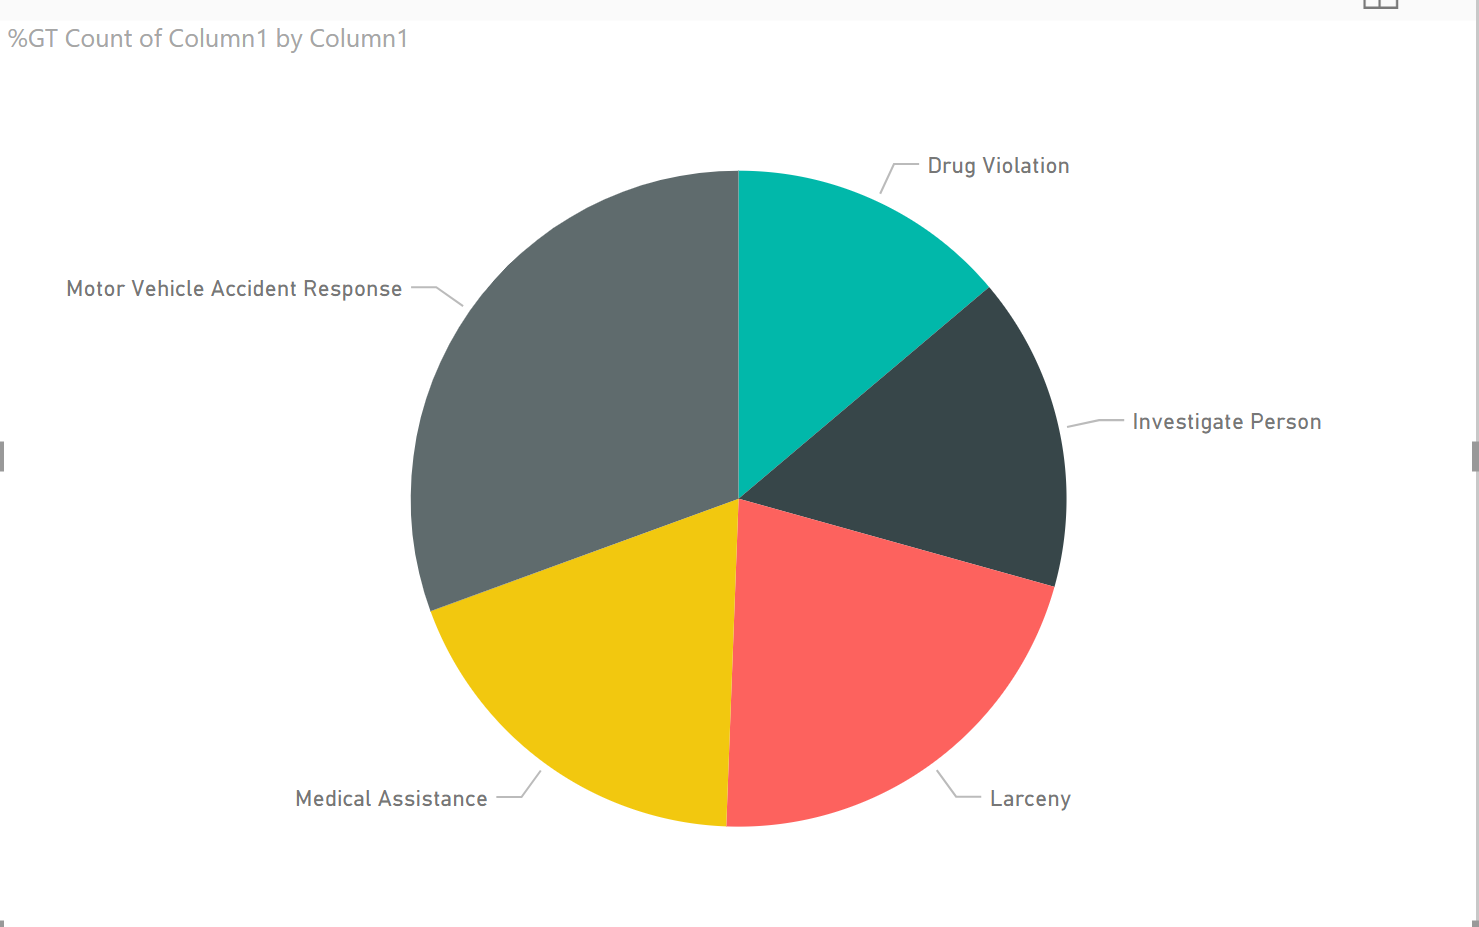 %GT Count of Column1 by Column1
Drug Violation
Motor Vehicle Accident Response
Investigate Person
Medical Assistance
Larceny